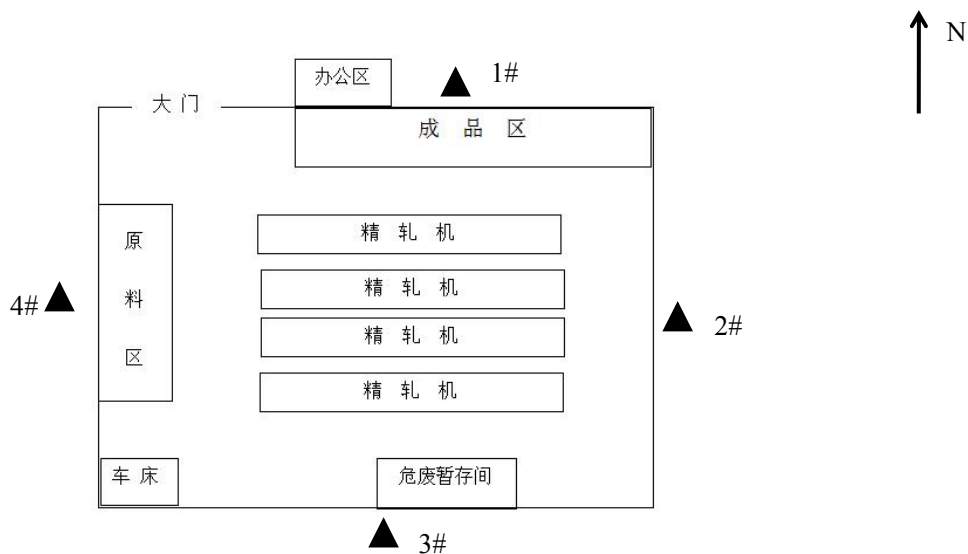 N
办公区
1#
大 门
成 品 区
原
料
区
精 轧 机
精 轧 机
精 轧 机
精 轧 机
4#
2#
车 床
危废暂存间
3#